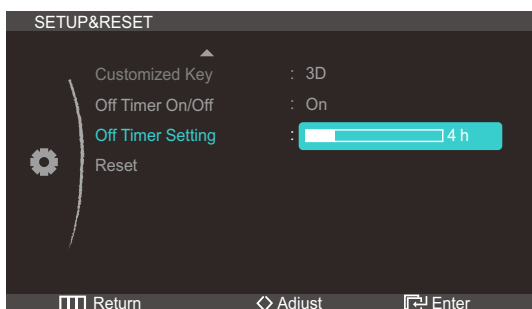 SETUP&RESET
Customized Key : 3D
Off Timer On/Off : On
Off Timer Setting : 4 h
Reset
Return Adjust Enter